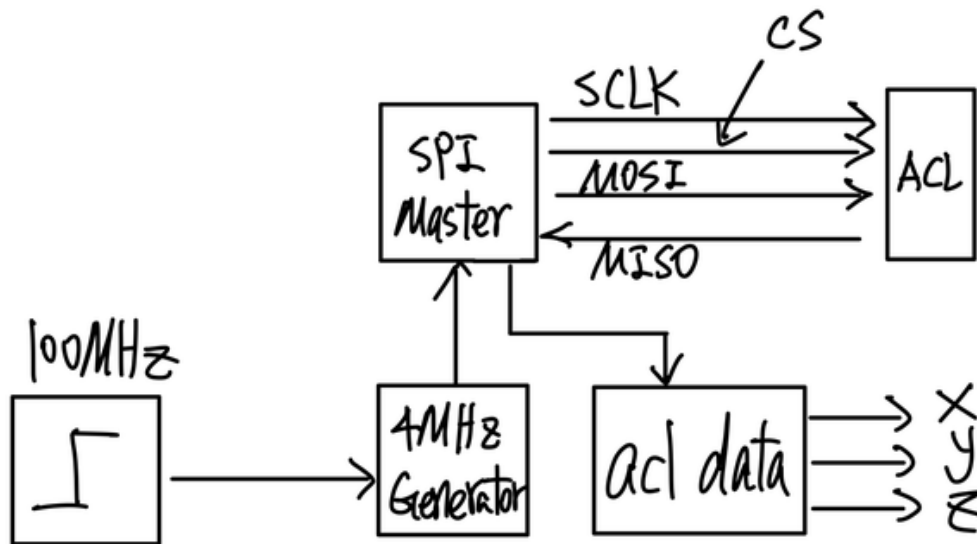 CS
SCLK
SPI
Master
MOSI
ACL
MISO
100MHz
4MHz
Generator
acl data
X
y
z